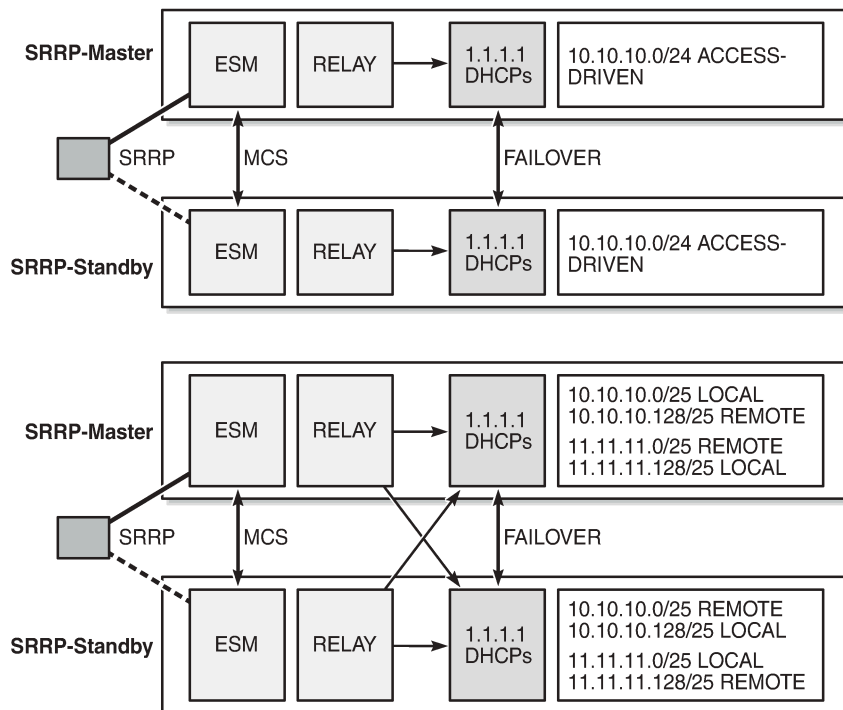 SRRP-Master
ESM
RELAY
1.1.1.1
DHCPs
10.10.10.0/24 ACCESS-
DRIVEN
SRRP
MCS
FAILOVER
SRRP-Standby
ESM
RELAY
1.1.1.1
DHCPs
10.10.10.0/24 ACCESS-
DRIVEN
SRRP-Master
ESM
RELAY
1.1.1.1
DHCPs
10.10.10.0/25 LOCAL
10.10.10.128/25 REMOTE
11.11.11.0/25 REMOTE
11.11.11.128/25 LOCAL
SRRP
MCS
FAILOVER
SRRP-Standby
ESM
RELAY
1.1.1.1
DHCPs
10.10.10.0/25 REMOTE
10.10.10.128/25 LOCAL
11.11.11.0/25 LOCAL
11.11.11.128/25 REMOTE